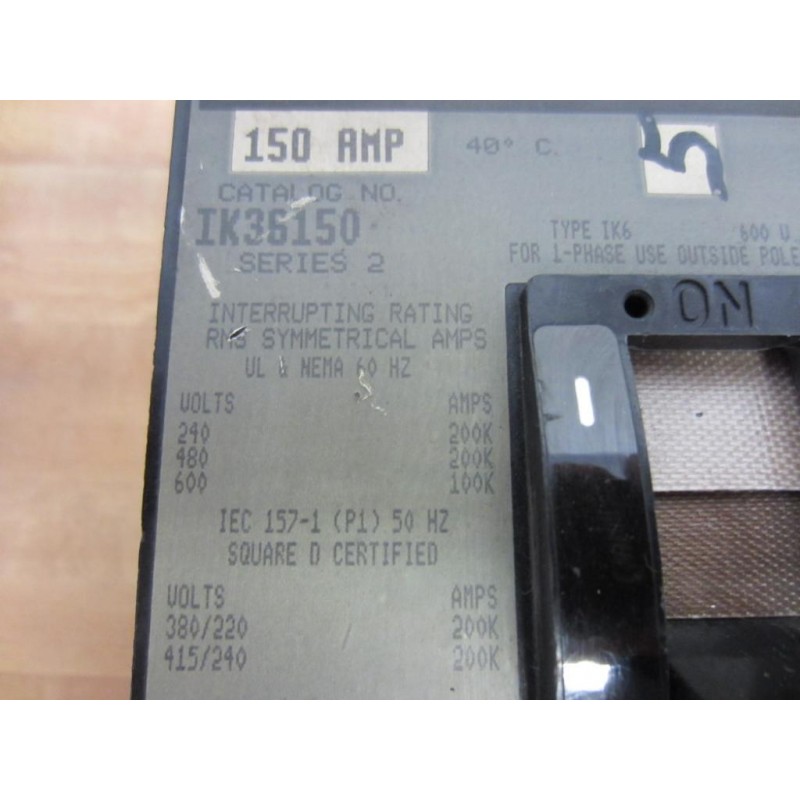 150 AMP
40° C.
5
CATALOG NO.
IK36150
SERIES 2
TYPE IK6 600 V
FOR 1-PHASE USE OUTSIDE POLE
ON
INTERRUPTING RATING
RMS SYMMETRICAL AMPS
UL & NEMA 60 HZ
VOLTS AMPS
240 200K
480 200K
600 100K
IEC 157-1 (P1) 50 HZ
SQUARE D CERTIFIED
VOLTS AMPS
380/220 200K
415/240 200K